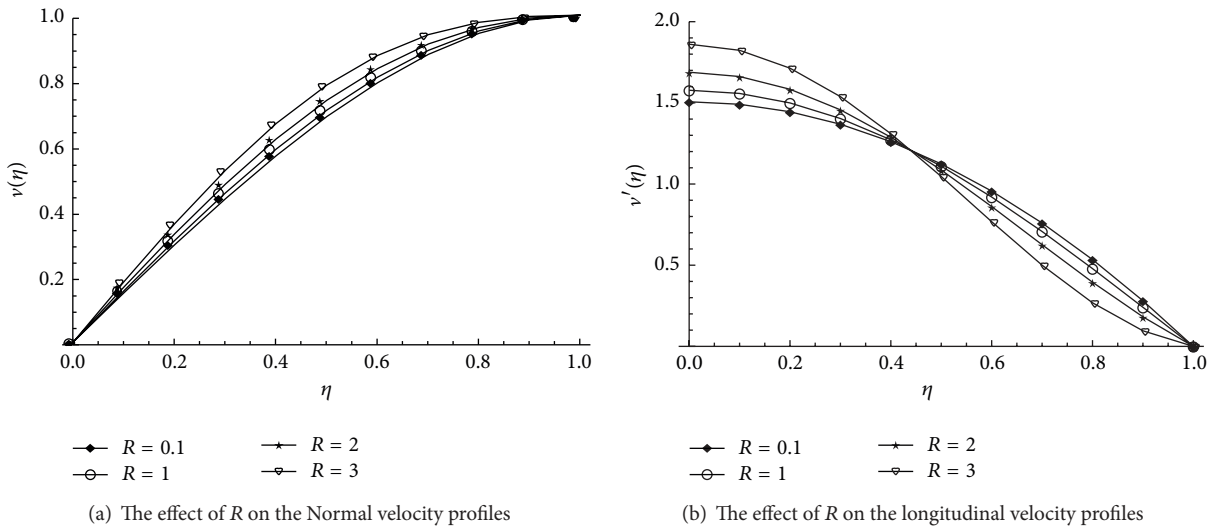 1.0
0.8
0.6
0.4
0.2
0.0
0.2
0.4
0.6
0.8
1.0
v(η)
η
R = 0.1
R = 1
R = 2
R = 3
(a) The effect of R on the Normal velocity profiles
2.0
1.5
1.0
0.5
0.0
0.2
0.4
0.6
0.8
1.0
v′(η)
η
R = 0.1
R = 1
R = 2
R = 3
(b) The effect of R on the longitudinal velocity profiles